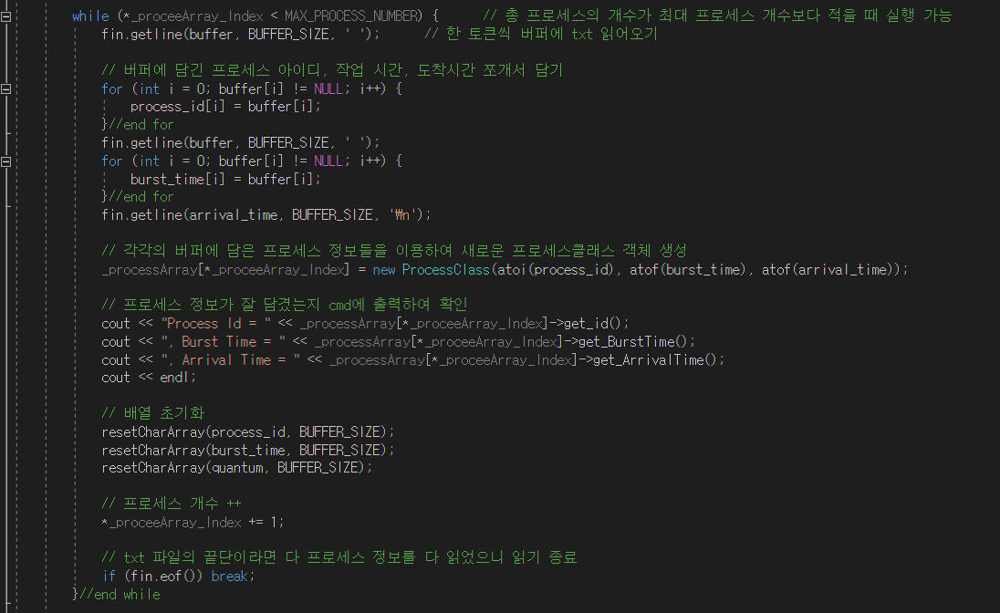 while (*_proceeArray_Index < MAX_PROCESS_NUMBER) {      // 총 프로세스의 개수가 최대 프로세스 개수보다 적을 때 실행 가능
    fin.getline(buffer, BUFFER_SIZE, ' ');      // 한 토큰씩 버퍼에 txt 읽어오기

    // 버퍼에 담긴 프로세스 아이디, 작업 시간, 도착시간 쪼개서 담기
    for (int i = 0; buffer[i] != NULL; i++) {
        process_id[i] = buffer[i];
    }//end for
    fin.getline(buffer, BUFFER_SIZE, ' ');
    for (int i = 0; buffer[i] != NULL; i++) {
        burst_time[i] = buffer[i];
    }//end for
    fin.getline(arrival_time, BUFFER_SIZE, '₩n');

    // 각각의 버퍼에 담은 프로세스 정보들을 이용하여 새로운 프로세스클래스 객체 생성
    _processArray[*_proceeArray_Index] = new ProcessClass(atoi(process_id), atof(burst_time), atof(arrival_time));

    // 프로세스 정보가 잘 담겼는지 cmd에 출력하여 확인
    cout << "Process Id = " << _processArray[*_proceeArray_Index]->get_id();
    cout << ", Burst Time = " << _processArray[*_proceeArray_Index]->get_BurstTime();
    cout << ", Arrival Time = " << _processArray[*_proceeArray_Index]->get_ArrivalTime();
    cout << endl;

    // 배열 초기화
    resetCharArray(process_id, BUFFER_SIZE);
    resetCharArray(burst_time, BUFFER_SIZE);
    resetCharArray(quantum, BUFFER_SIZE);

    // 프로세스 개수 ++
    *_proceeArray_Index += 1;

    // txt 파일의 끝단이라면 다 프로세스 정보를 다 읽었으니 읽기 종료
    if (fin.eof()) break;
}//end while